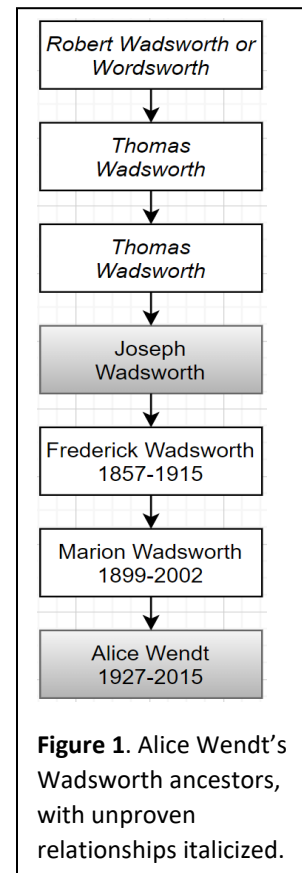 Robert Wadsworth or
Wordsworth
Thomas
Wadsworth
Thomas
Wadsworth
Joseph
Wadsworth
Frederick Wadsworth
1857-1915
Marion Wadsworth
1899-2002
Alice Wendt
1927-2015
Figure 1. Alice Wendt’s
Wadsworth ancestors,
with unproven
relationships italicized.